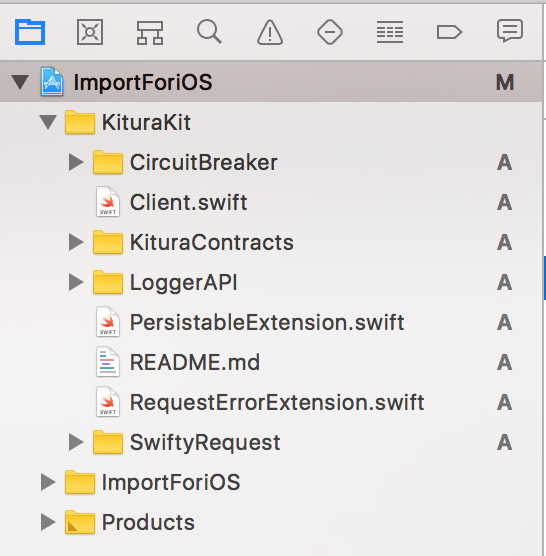 ImportForiOS M
KituraKit
CircuitBreaker A
SWIFT Client.swift A
KituraContracts A
LoggerAPI A
SWIFT PersistableExtension.swift A
README.md A
SWIFT RequestErrorExtension.swift A
SwiftyRequest A
ImportForiOS
Products